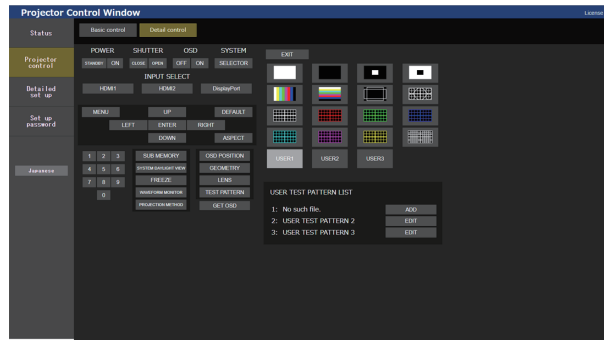 Projector Control Window
License
Status
Basic control
Detail control
Projector
control
Detailed
set up
Set up
password
Japanese
POWER SHUTTER OSD SYSTEM
STANDBY ON CLOSE OPEN OFF ON SELECTOR
INPUT SELECT
HDMI1 HDMI2 DisplayPort
MENU UP DEFAULT
LEFT ENTER RIGHT
DOWN ASPECT
1 2 3 SUB MEMORY OSD POSITION
4 5 6 SYSTEM DAYLIGHT VIEW GEOMETRY
7 8 9 FREEZE LENS
0 WAVEFORM MONITOR TEST PATTERN
PROJECTION METHOD GET OSD
EXIT
USER1 USER2 USER3
USER TEST PATTERN LIST
1: No such file. ADD
2: USER TEST PATTERN 2 EDIT
3: USER TEST PATTERN 3 EDIT